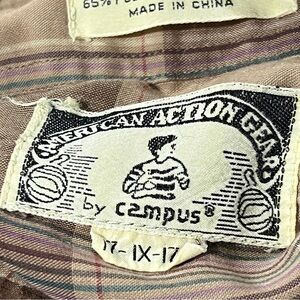 65%
MADE IN CHINA
AMERICAN ACTION GEAR
by campus®
17-IX-17